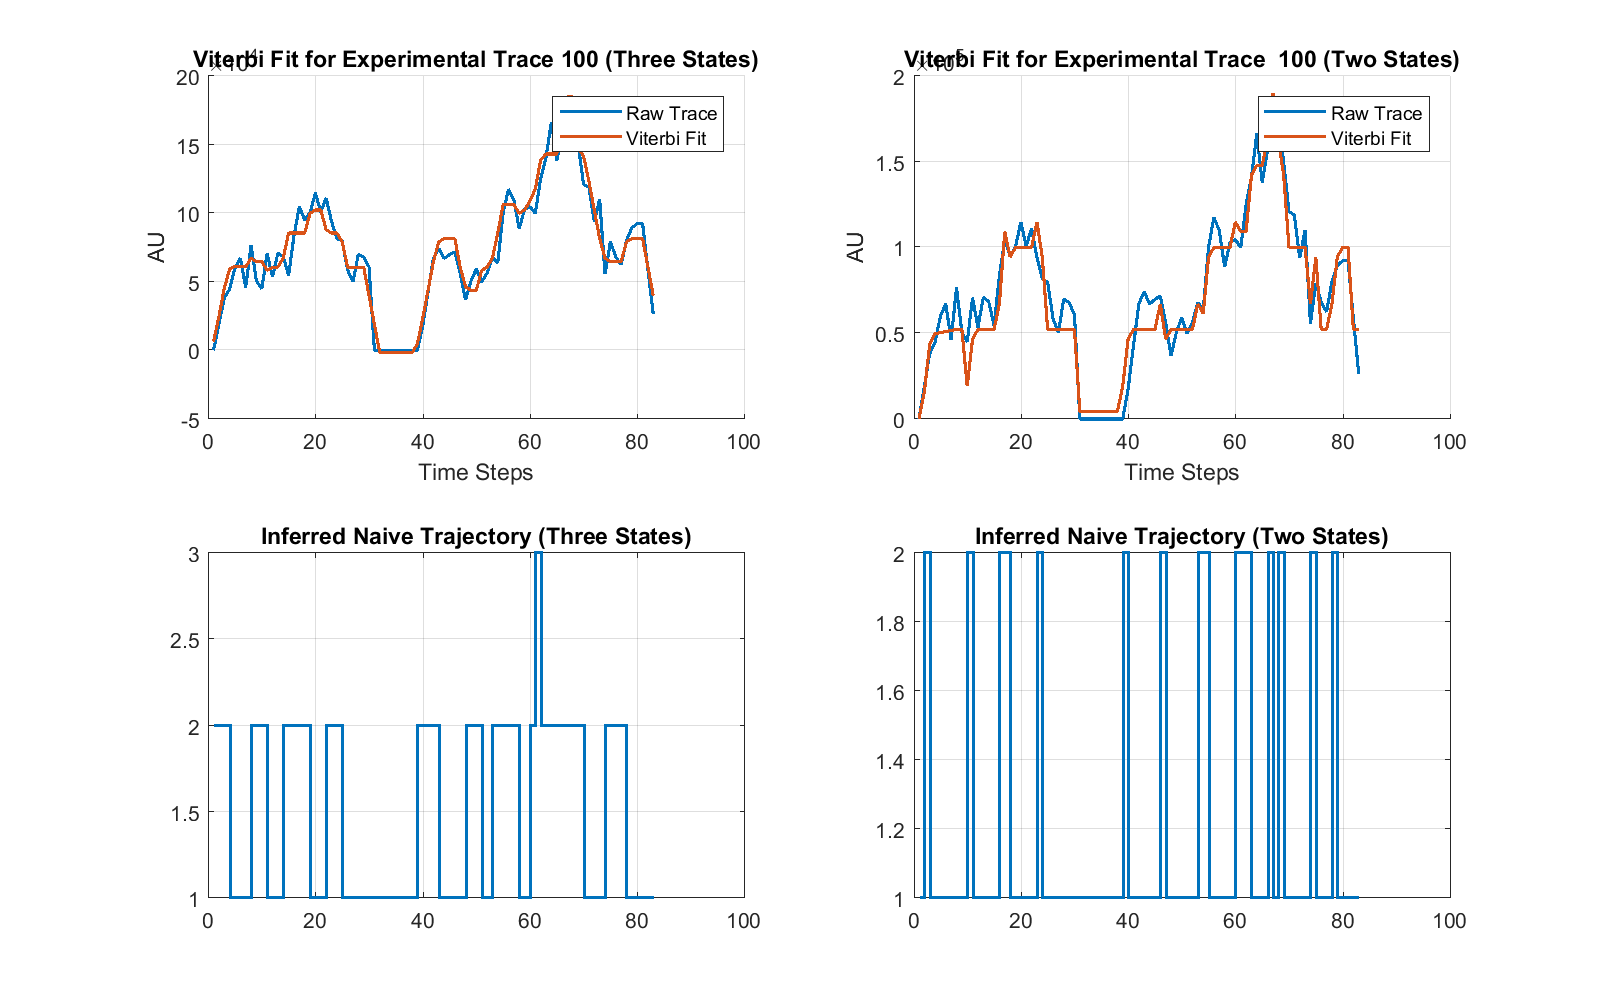 Viterbi Fit for Experimental Trace 100 (Three States)
×10^4
20
15
10
5
0
-5
AU
0 20 40 60 80 100
Time Steps
Raw Trace
Viterbi Fit
Viterbi Fit for Experimental Trace 100 (Two States)
×10^5
2
1.5
1
0.5
0
AU
0 20 40 60 80 100
Time Steps
Raw Trace
Viterbi Fit
Inferred Naive Trajectory (Three States)
3
2.5
2
1.5
1
0 20 40 60 80 100
Inferred Naive Trajectory (Two States)
2
1.8
1.6
1.4
1.2
1
0 20 40 60 80 100